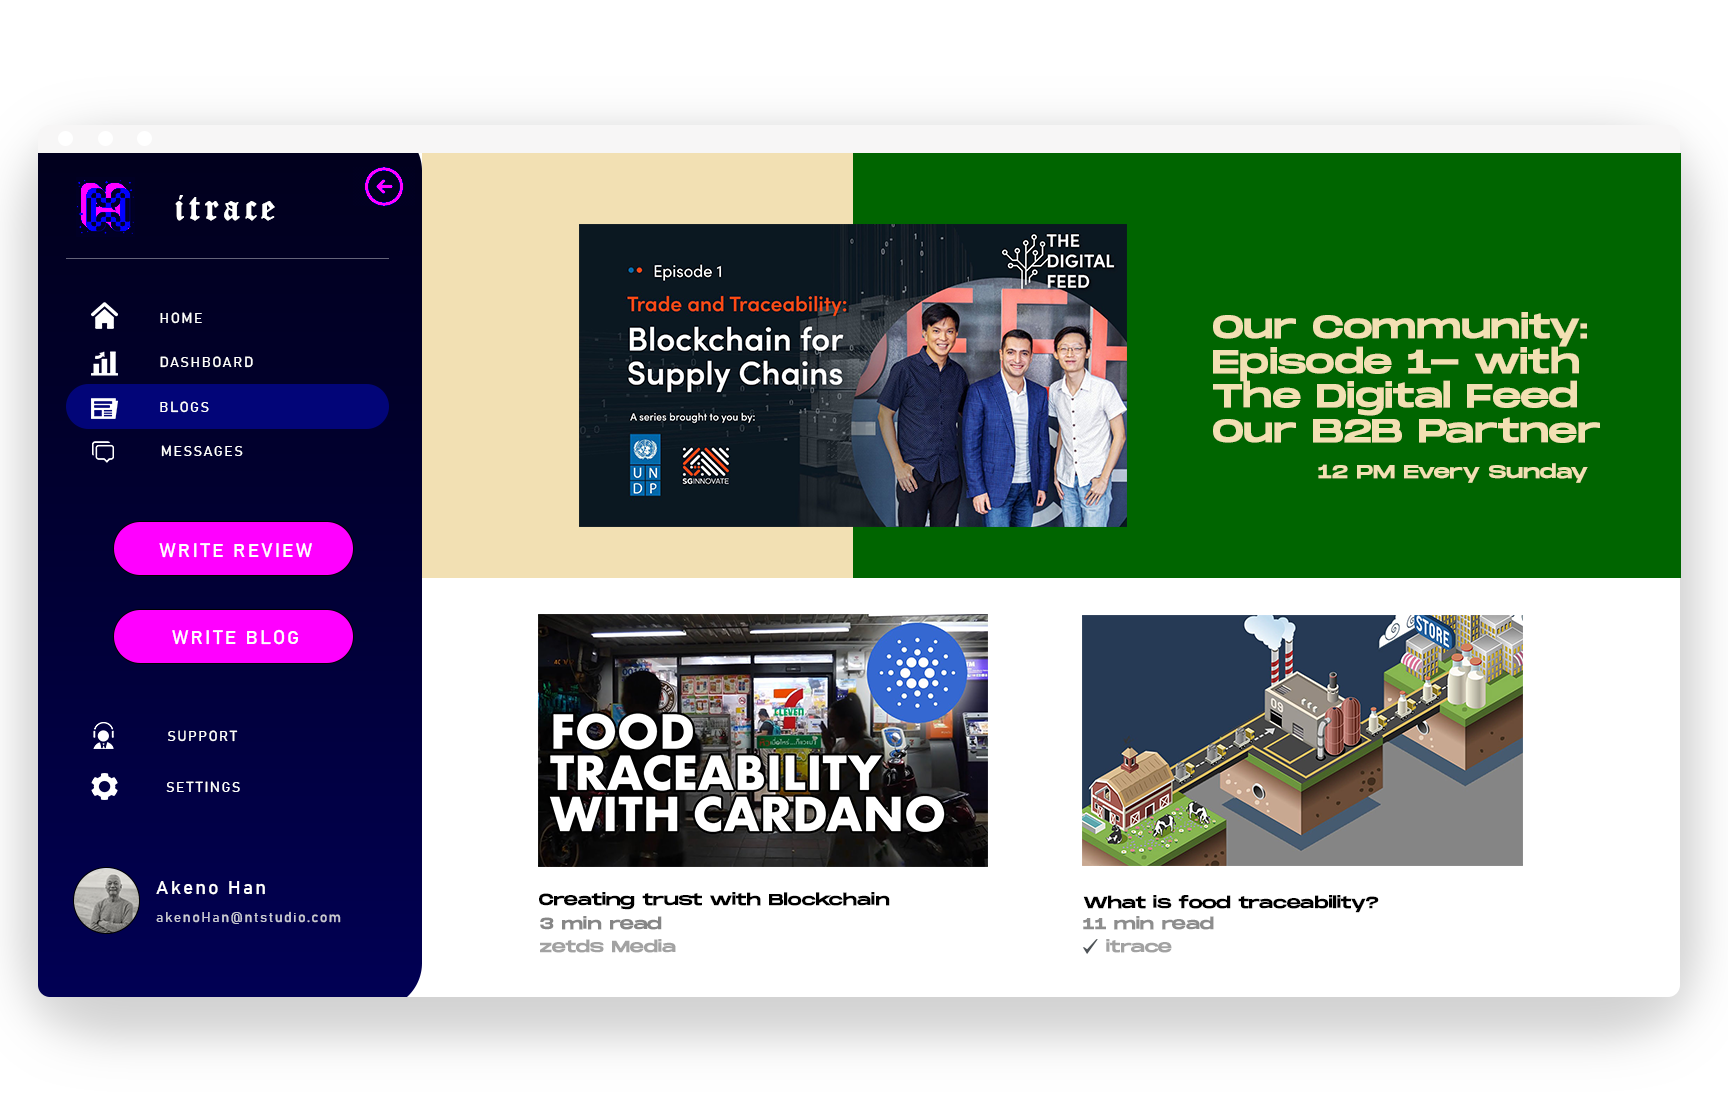 itrace
HOME
DASHBOARD
BLOGS
MESSAGES
WRITE REVIEW
WRITE BLOG
SUPPORT
SETTINGS
Akeno Han
akenoHan@ntstudio.com
Episode 1
Trade and Traceability:
Blockchain for
Supply Chains
A series brought to you by:
U N
D P
SGINNOVATE
THE
DIGITAL
FEED
Our Community:
Episode 1– with
The Digital Feed
Our B2B Partner
12 PM Every Sunday
7
ELEVEN
FOOD
TRACEABILITY
WITH CARDANO
Creating trust with Blockchain
3 min read
zetds Media
STORE
09
What is food traceability?
11 min read
✓ itrace